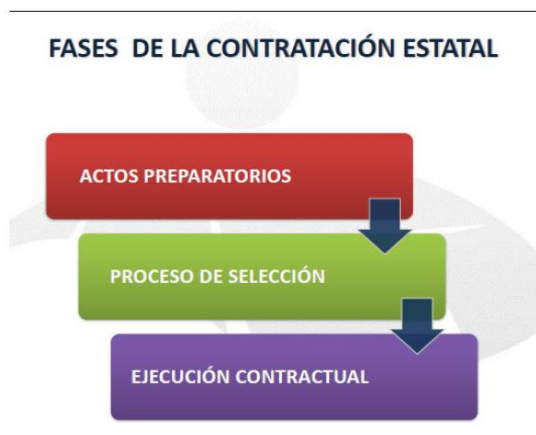 FASES DE LA CONTRATACIÓN ESTATAL
ACTOS PREPARATORIOS
PROCESO DE SELECCIÓN
EJECUCIÓN CONTRACTUAL